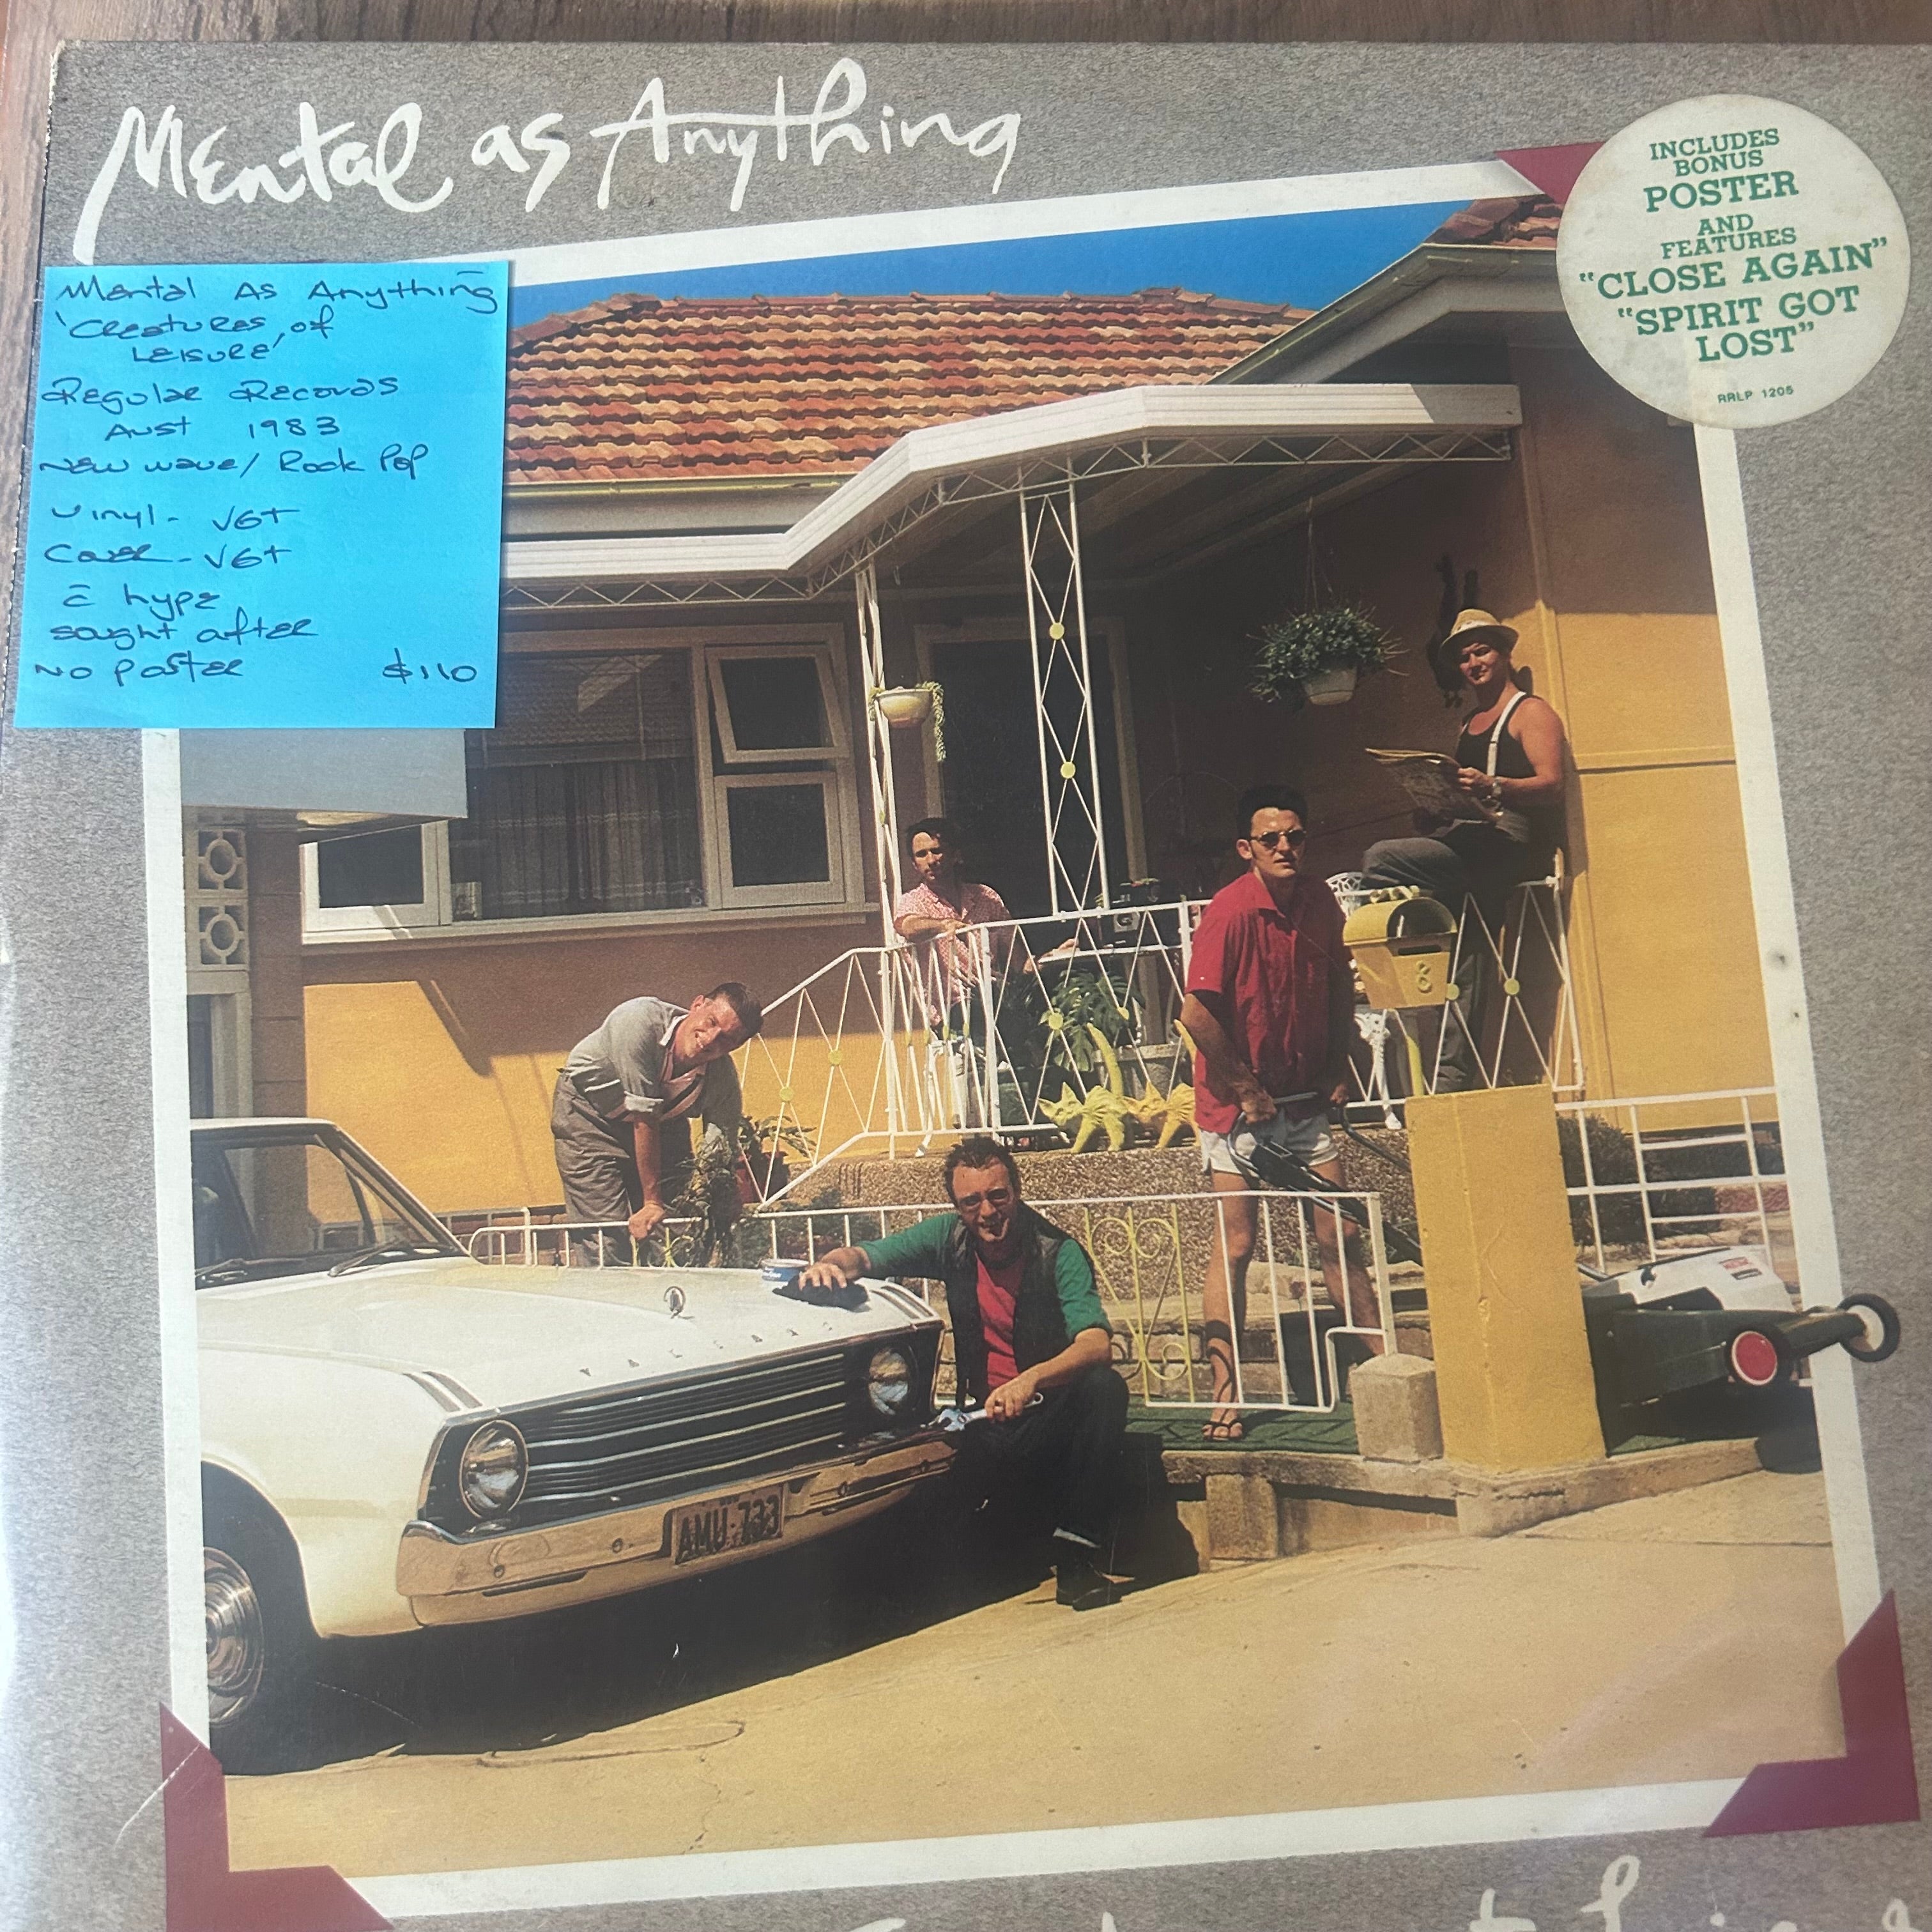 Mental as Anything
INCLUDES
BONUS
POSTER
AND
FEATURES
"CLOSE AGAIN"
"SPIRIT GOT
LOST"
RRLP 1205
Mental As Anything
'Creatures of
Leisure'
Regular Records
Aust 1983
New wave/ Rock Pop
Vinyl - VG+
Cover - VG+
c̄ hype
sought after
No poster $110
8
VALIANT
AMU·733